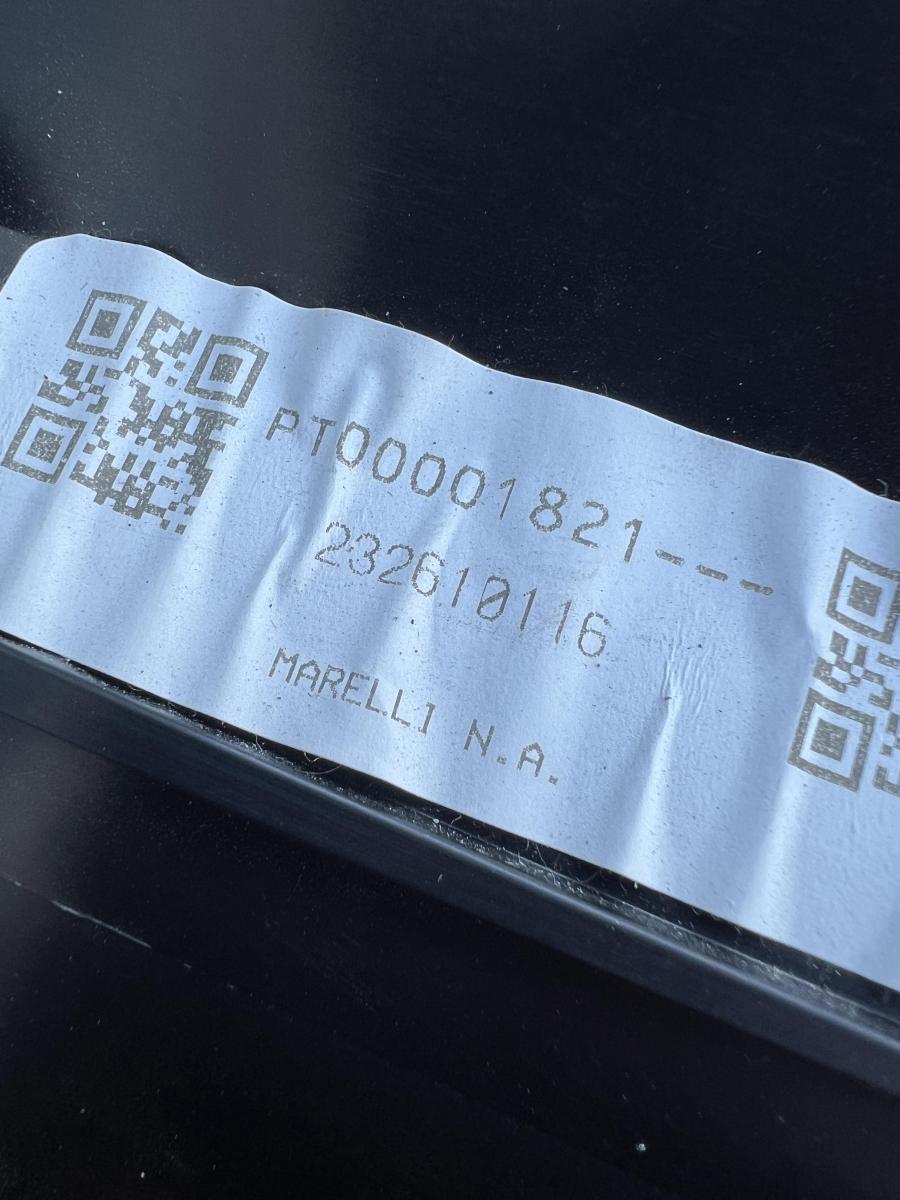 PT00001821---
232610116
MARELLI N.A.